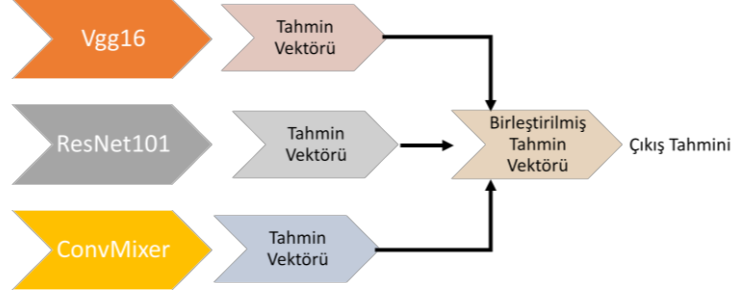 Vgg16
Tahmin
Vektörü
ResNet101
Tahmin
Vektörü
Birleştirilmiş
Tahmin
Vektörü
Çıkış Tahmini
ConvMixer
Tahmin
Vektörü